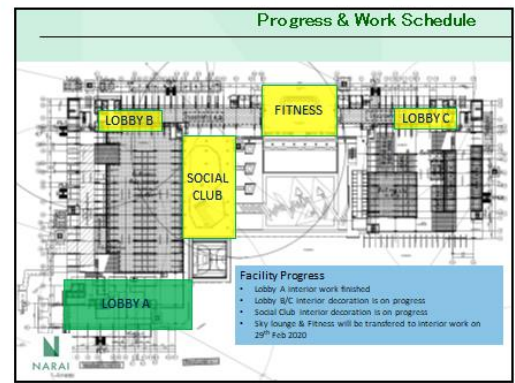 Progress & Work Schedule
LOBBY B
FITNESS
LOBBY C
SOCIAL
CLUB
LOBBY A
Facility Progress
• Lobby A interior work finished
• Lobby B/C interior decoration is on progress
• Social Club interior decoration is on progress
• Sky lounge & Fitness will be transfered to interior work on
29th Feb 2020
NARAI